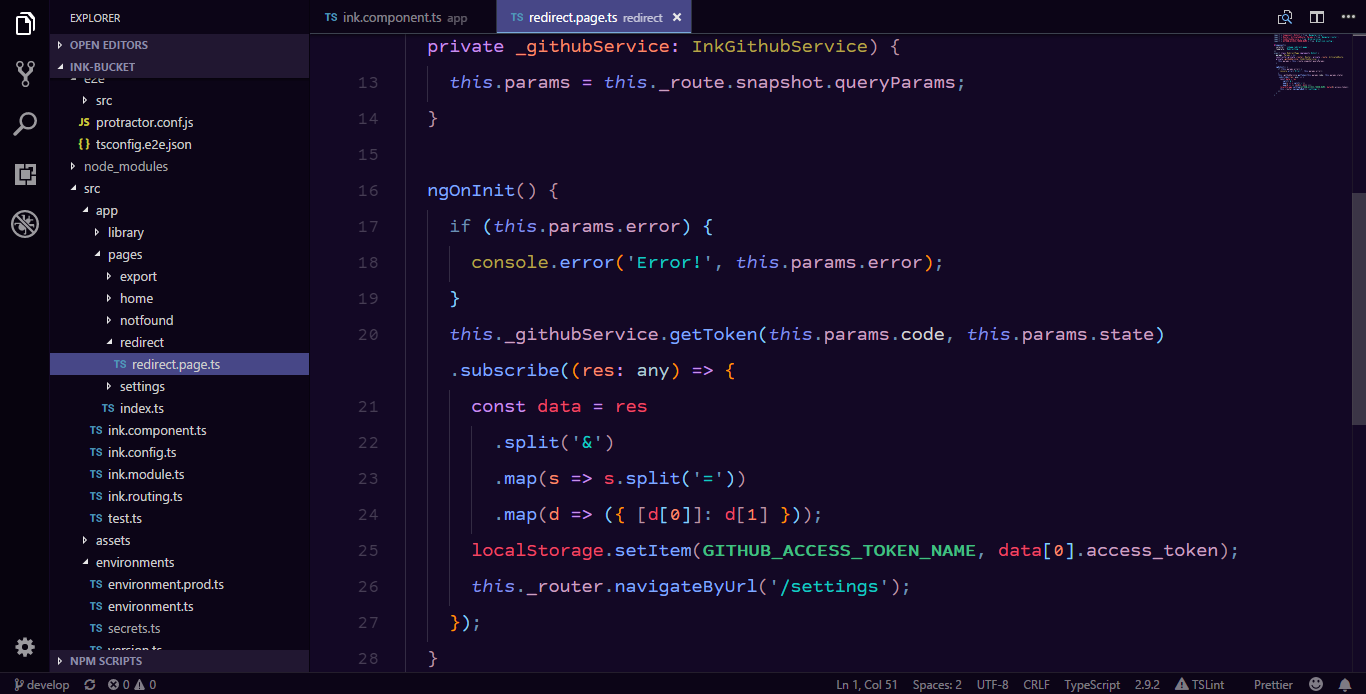 EXPLORER
OPEN EDITORS
INK-BUCKET
e2e
src
JS protractor.conf.js
{ } tsconfig.e2e.json
node_modules
src
app
library
pages
export
home
notfound
redirect
TS redirect.page.ts
settings
TS index.ts
TS ink.component.ts
TS ink.config.ts
TS ink.module.ts
TS ink.routing.ts
TS test.ts
assets
environments
TS environment.prod.ts
TS environment.ts
TS secrets.ts
TS version.ts
NPM SCRIPTS
TS ink.component.ts app
TS redirect.page.ts redirect ×
private _githubService: InkGithubService) {
13 this.params = this._route.snapshot.queryParams;
14 }
15
16 ngOnInit() {
17 if (this.params.error) {
18 console.error('Error!', this.params.error);
19 }
20 this._githubService.getToken(this.params.code, this.params.state)
.subscribe((res: any) => {
21 const data = res
22 .split('&')
23 .map(s => s.split('='))
24 .map(d => ({ [d[0]]: d[1] }));
25 localStorage.setItem(GITHUB_ACCESS_TOKEN_NAME, data[0].access_token);
26 this._router.navigateByUrl('/settings');
27 });
28 }
develop 0 0 Ln 1, Col 51 Spaces: 2 UTF-8 CRLF TypeScript 2.9.2 TSLint Prettier